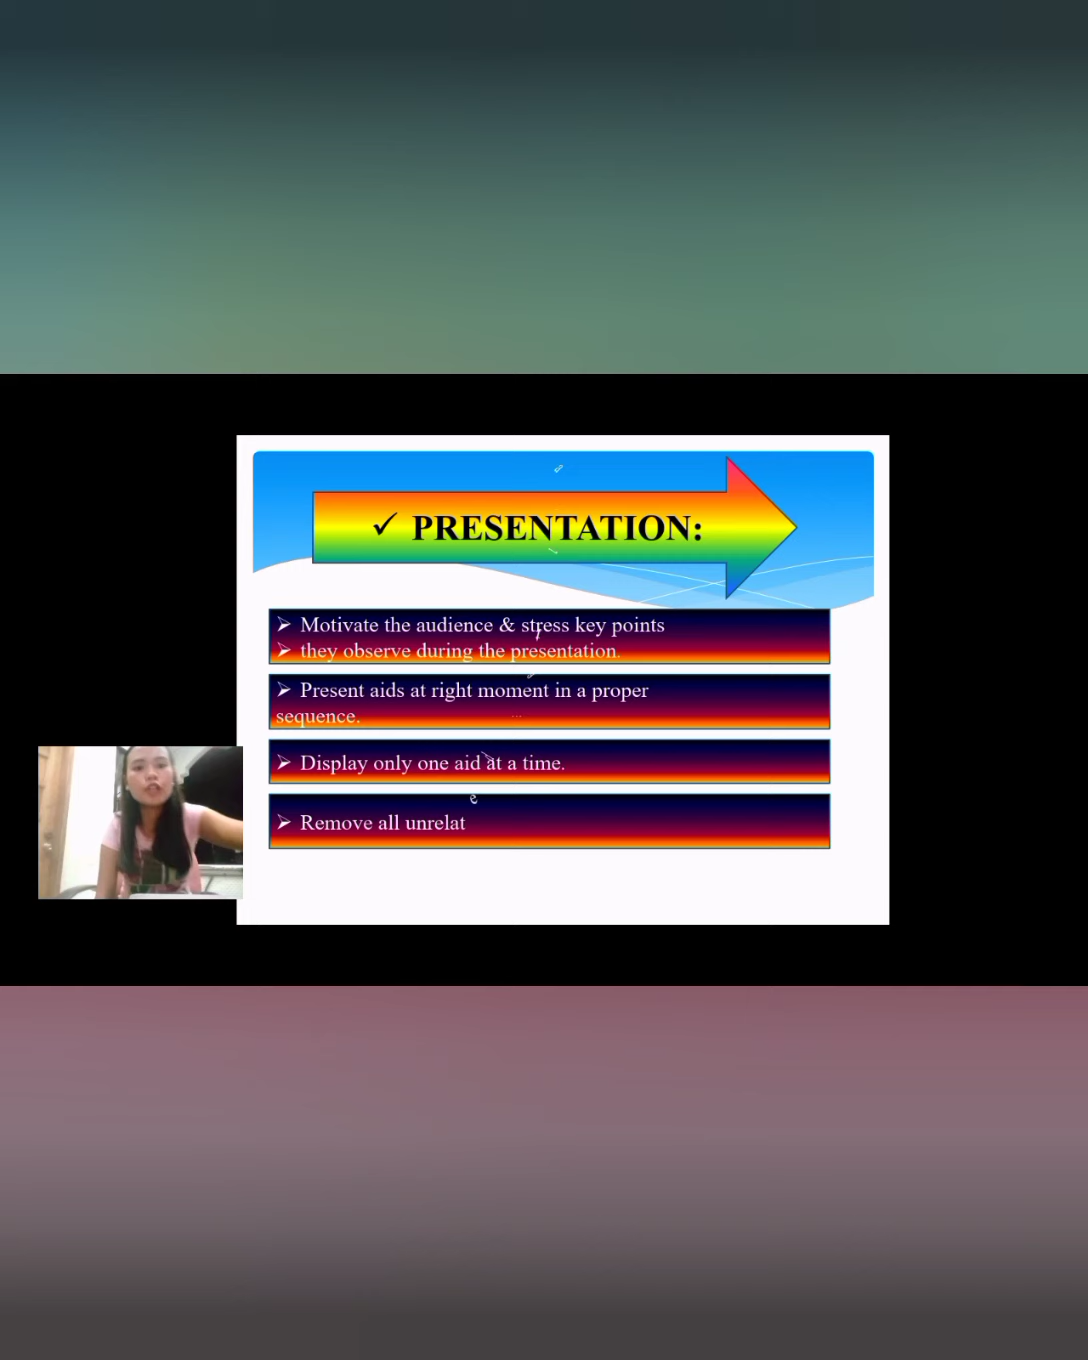 ✓ PRESENTATION:
➢ Motivate the audience & stress key points
➢ they observe during the presentation.
➢ Present aids at right moment in a proper
sequence.
➢ Display only one aid at a time.
➢ Remove all unrelat